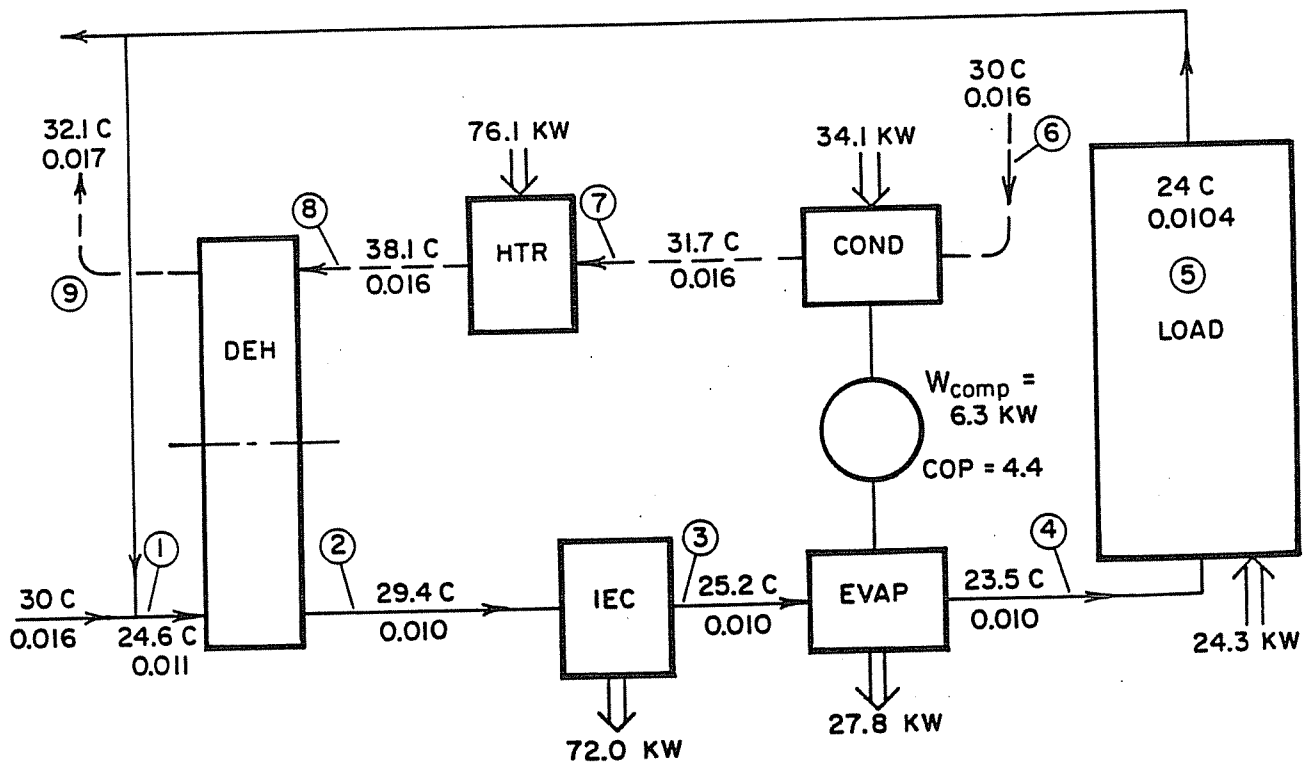 30 C
0.016
⑥
32.1 C
0.017
76.1 KW
34.1 KW
⑧
⑦
24 C
0.0104
⑤
LOAD
38.1 C
0.016
HTR
31.7 C
0.016
COND
⑨
DEH
Wcomp =
6.3 KW
COP = 4.4
①
②
③
④
30 C
0.016
24.6 C
0.011
29.4 C
0.010
IEC
25.2 C
0.010
EVAP
23.5 C
0.010
24.3 KW
72.0 KW
27.8 KW